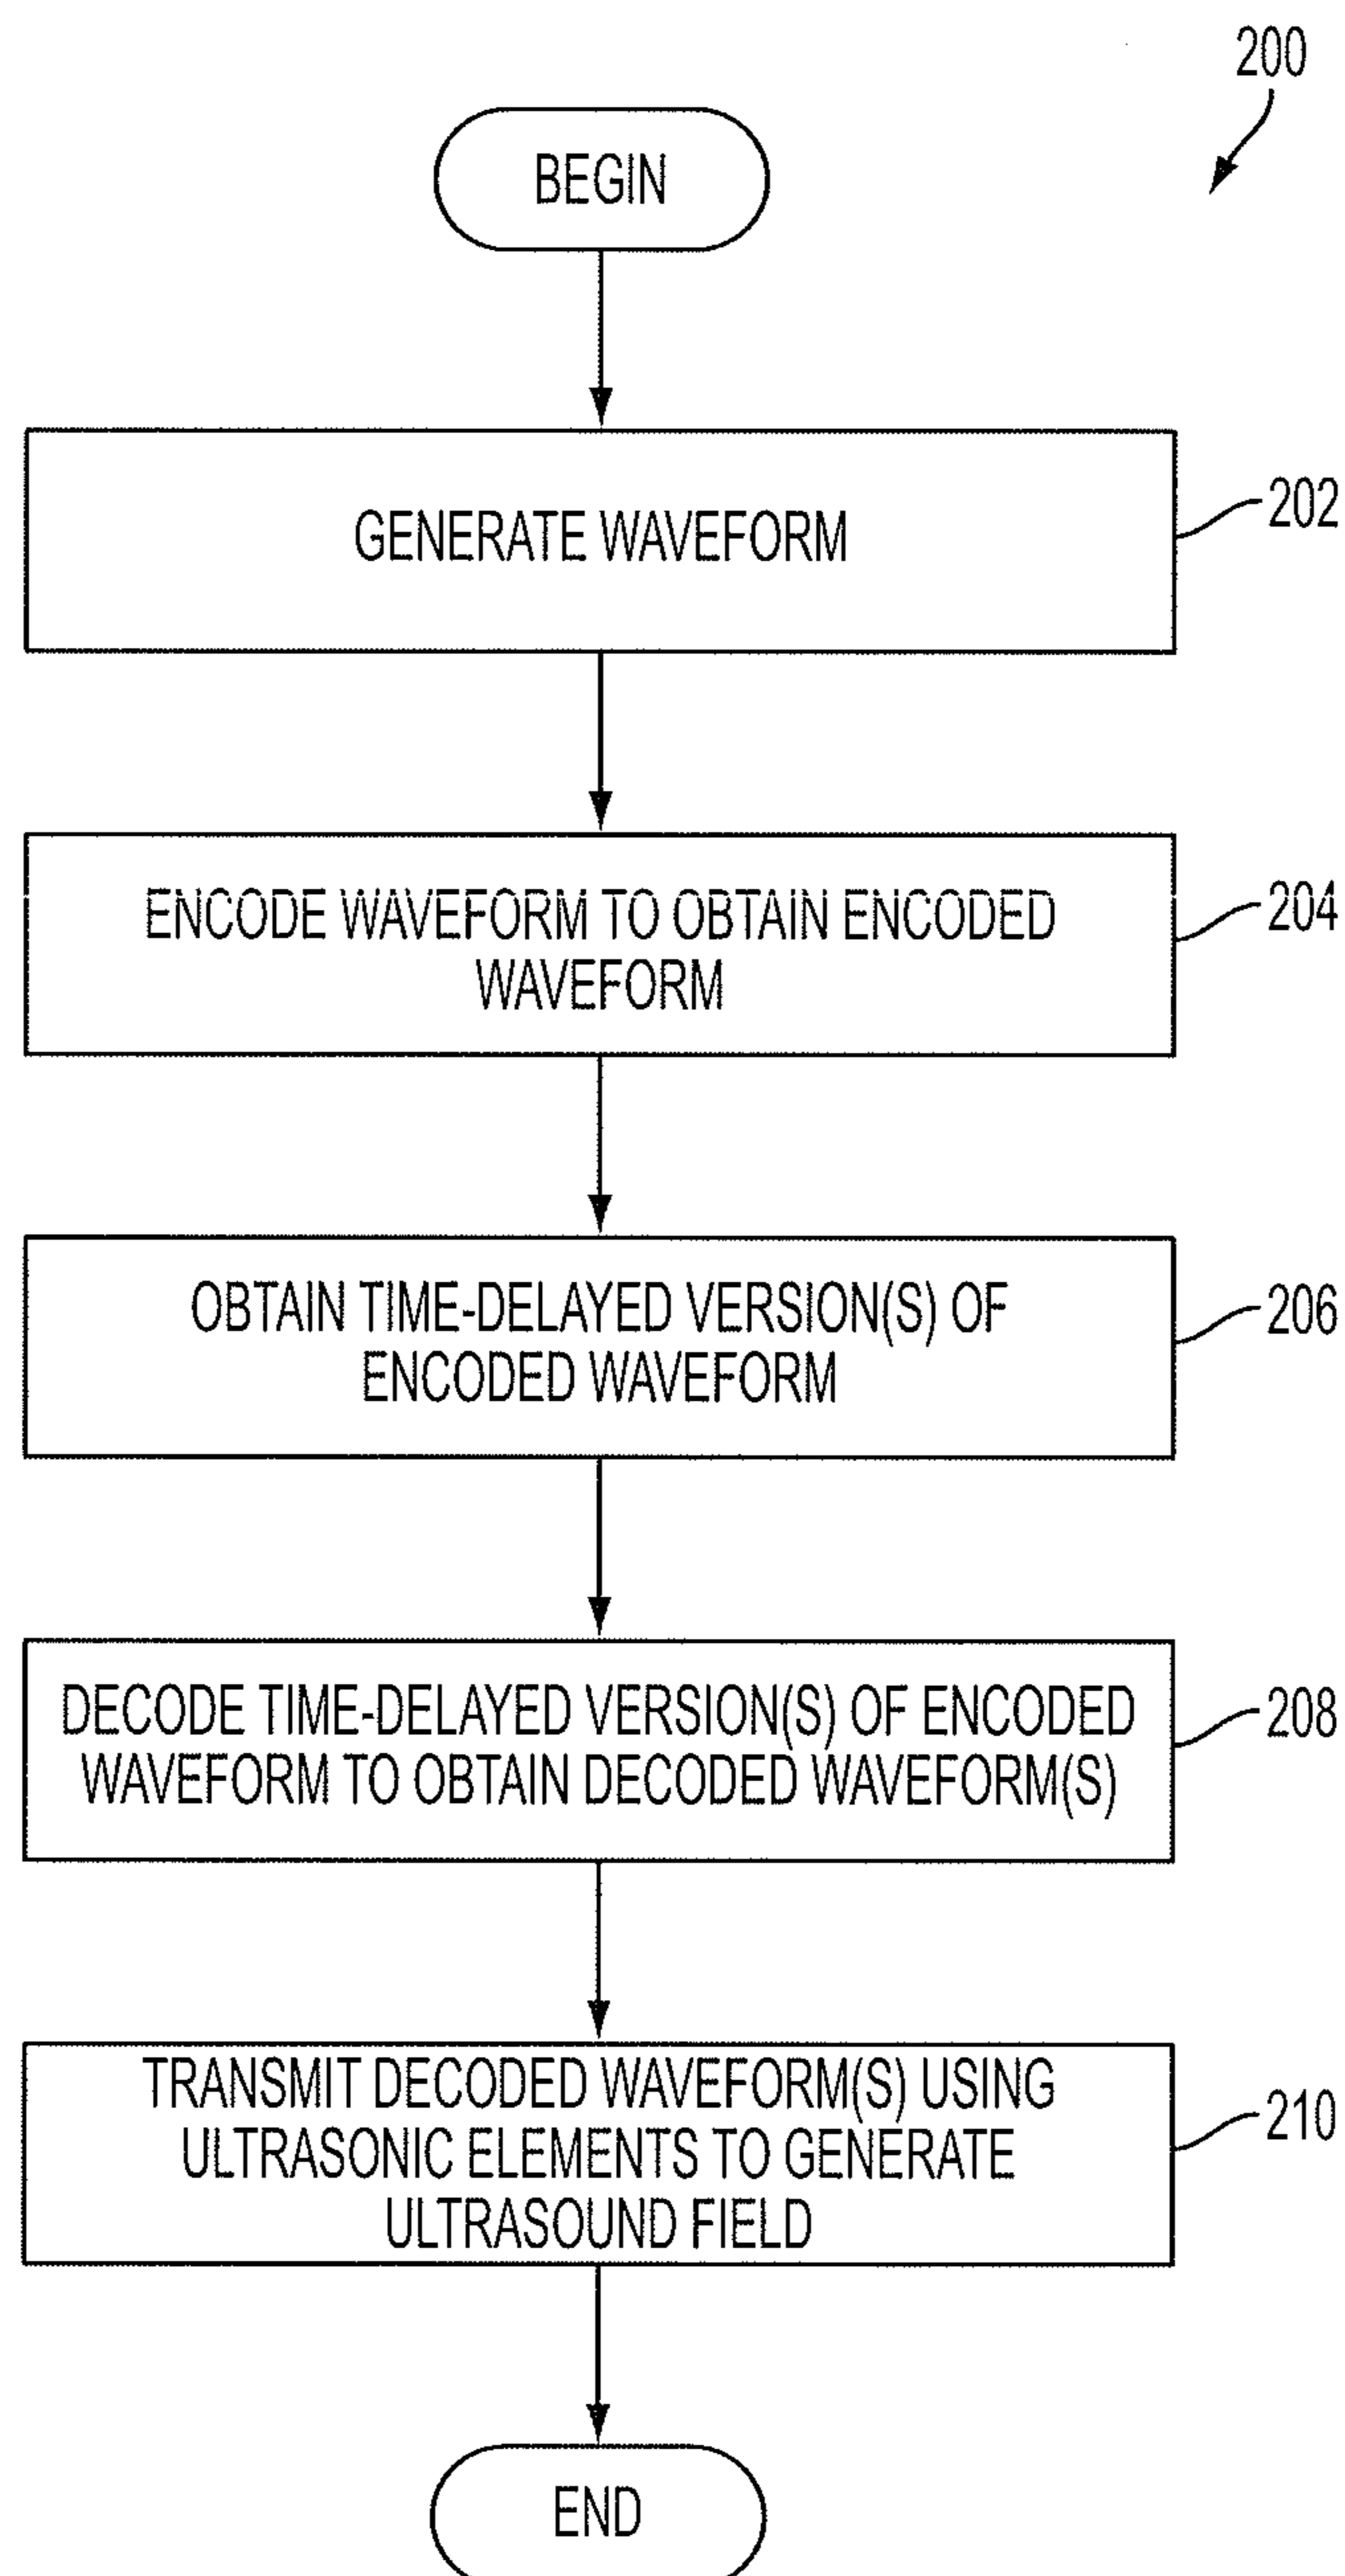 200
BEGIN
GENERATE WAVEFORM
202
ENCODE WAVEFORM TO OBTAIN ENCODED
WAVEFORM
204
OBTAIN TIME-DELAYED VERSION(S) OF
ENCODED WAVEFORM
206
DECODE TIME-DELAYED VERSION(S) OF ENCODED
WAVEFORM TO OBTAIN DECODED WAVEFORM(S)
208
TRANSMIT DECODED WAVEFORM(S) USING
ULTRASONIC ELEMENTS TO GENERATE
ULTRASOUND FIELD
210
END